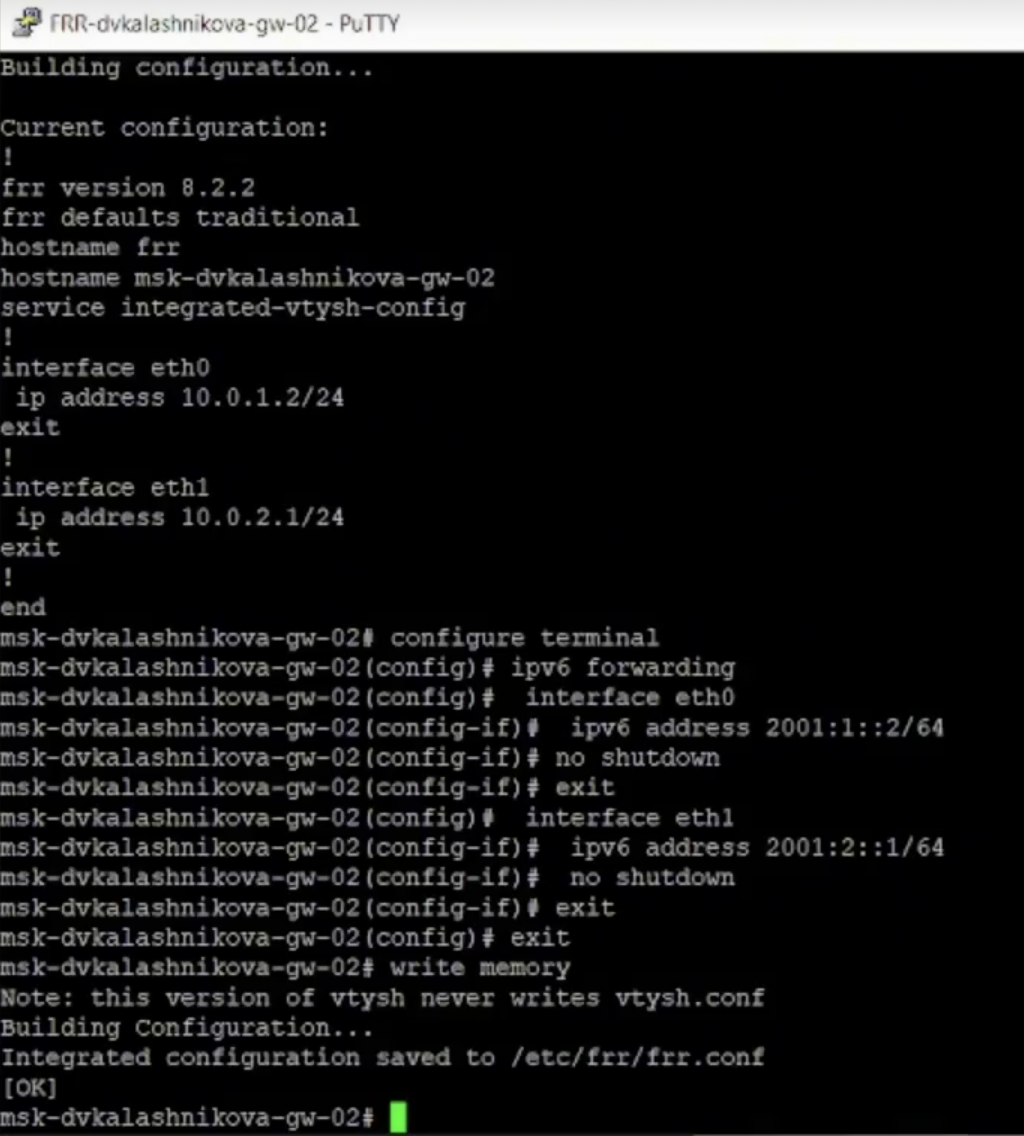 FRR-dvkalashnikova-gw-02 - PuTTY
Building configuration...
Current configuration:
!
frr version 8.2.2
frr defaults traditional
hostname frr
hostname msk-dvkalashnikova-gw-02
service integrated-vtysh-config
!
interface eth0
 ip address 10.0.1.2/24
exit
!
interface eth1
 ip address 10.0.2.1/24
exit
!
end
msk-dvkalashnikova-gw-02# configure terminal
msk-dvkalashnikova-gw-02(config)# ipv6 forwarding
msk-dvkalashnikova-gw-02(config)#  interface eth0
msk-dvkalashnikova-gw-02(config-if)#  ipv6 address 2001:1::2/64
msk-dvkalashnikova-gw-02(config-if)# no shutdown
msk-dvkalashnikova-gw-02(config-if)# exit
msk-dvkalashnikova-gw-02(config)#  interface eth1
msk-dvkalashnikova-gw-02(config-if)#  ipv6 address 2001:2::1/64
msk-dvkalashnikova-gw-02(config-if)#  no shutdown
msk-dvkalashnikova-gw-02(config-if)# exit
msk-dvkalashnikova-gw-02(config)# exit
msk-dvkalashnikova-gw-02# write memory
Note: this version of vtysh never writes vtysh.conf
Building Configuration...
Integrated configuration saved to /etc/frr/frr.conf
[OK]
msk-dvkalashnikova-gw-02#